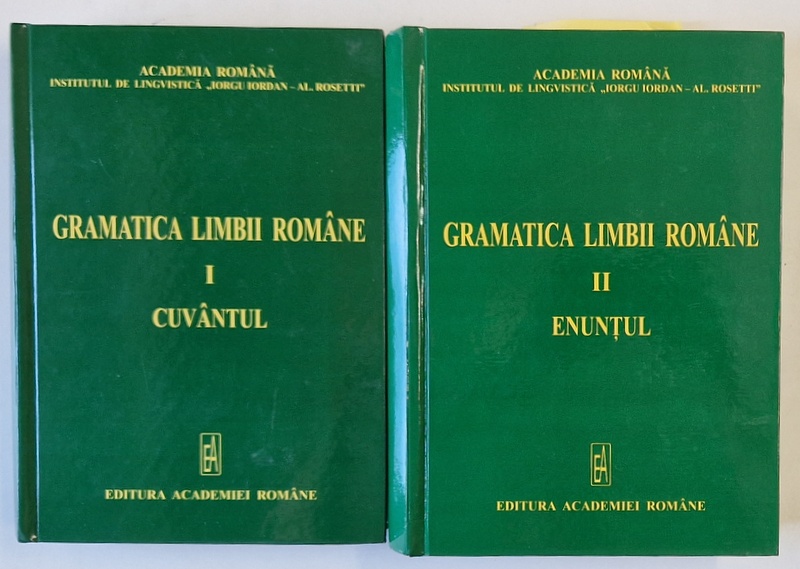 ACADEMIA ROMÂNĂ
INSTITUTUL DE LINGVISTICĂ „IORGU IORDAN – AL. ROSETTI"
GRAMATICA LIMBII ROMÂNE
I
CUVÂNTUL
EA
EDITURA ACADEMIEI ROMÂNE
ACADEMIA ROMÂNĂ
INSTITUTUL DE LINGVISTICĂ „IORGU IORDAN – AL. ROSETTI"
GRAMATICA LIMBII ROMÂNE
II
ENUNȚUL
EA
EDITURA ACADEMIEI ROMÂNE